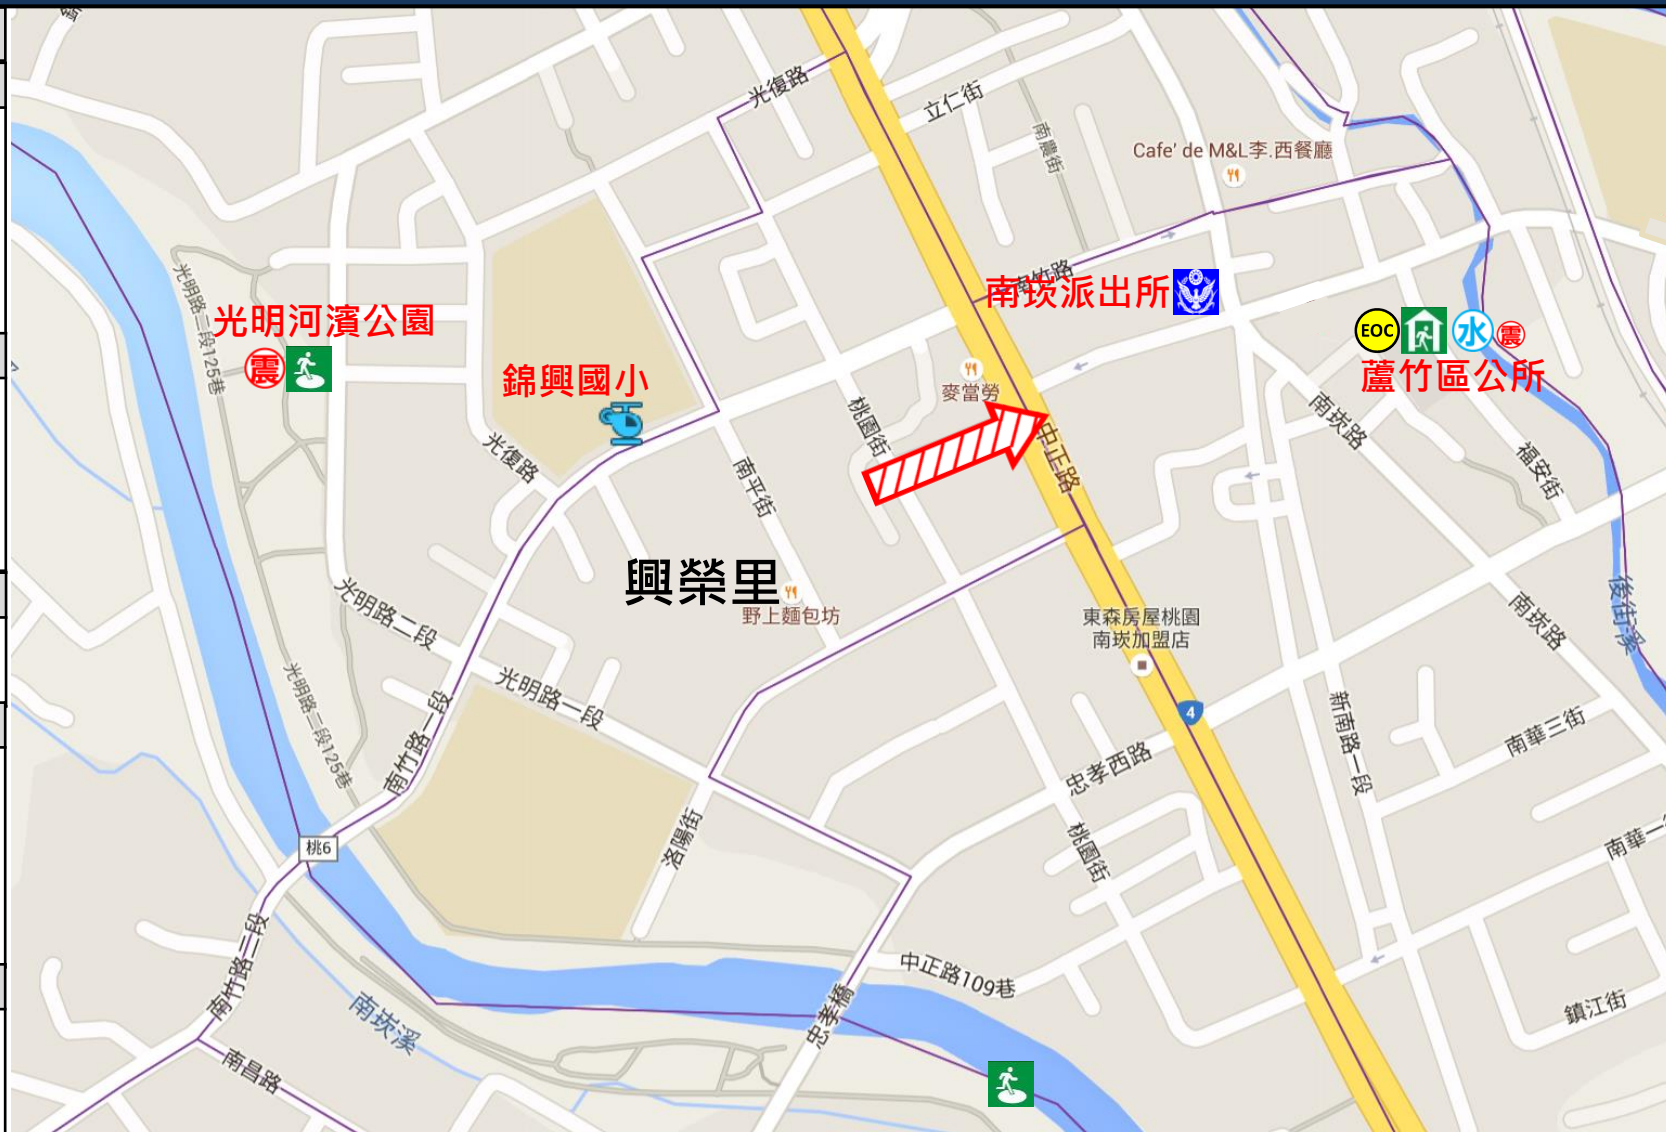 光復路
立仁街
南農街
Cafe' de M&L李.西餐廳
光明路二段125巷
南竹路
南崁派出所
光明河濱公園
震
EOC
水
震
蘆竹區公所
錦興國小
麥當勞
桃園街
南崁路
中正路
光復路
南平街
福安街
興榮里
野上麵包坊
光明路二段
東森房屋桃園
南崁加盟店
南崁路
後街溪
光明路二段125巷
光明路一段
南竹路一段
4
新南路一段
南華三街
忠孝西路
洛陽街
桃園街
桃6
南華一
南竹路二段
中正路109巷
南崁溪
忠孝橋
鎮江街
南昌路